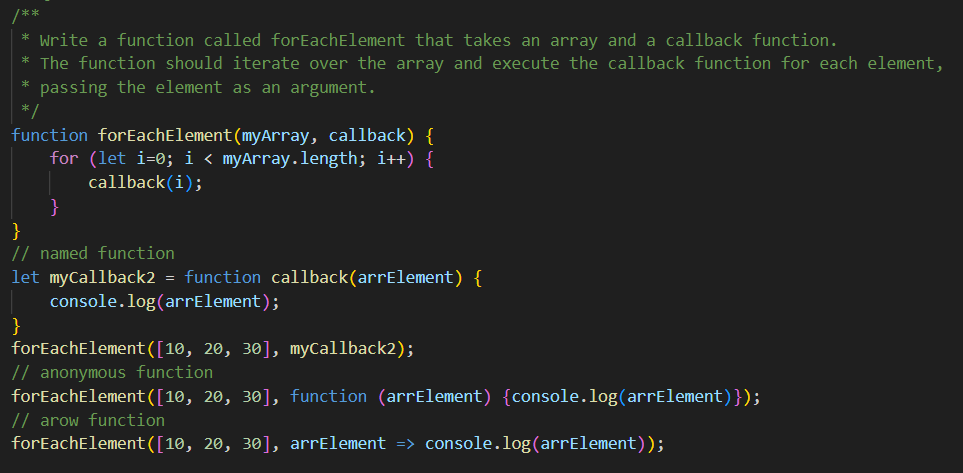 /**
 * Write a function called forEachElement that takes an array and a callback function.
 * The function should iterate over the array and execute the callback function for each element,
 * passing the element as an argument.
 */
function forEachElement(myArray, callback) {
    for (let i=0; i < myArray.length; i++) {
        callback(i);
    }
}
// named function
let myCallback2 = function callback(arrElement) {
    console.log(arrElement);
}
forEachElement([10, 20, 30], myCallback2);
// anonymous function
forEachElement([10, 20, 30], function (arrElement) {console.log(arrElement)});
// arow function
forEachElement([10, 20, 30], arrElement => console.log(arrElement));